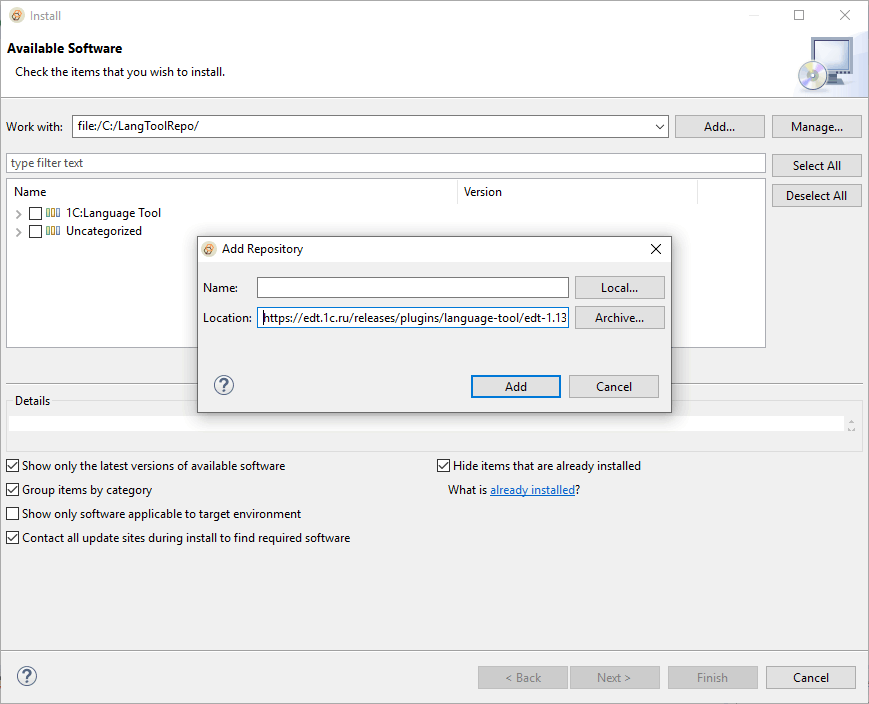 Install
Available Software
Check the items that you wish to install.
Work with: file:/C:/LangToolRepo/ Add... Manage...
type filter text Select All
Name Version Deselect All
1C:Language Tool
Uncategorized
Add Repository
Name: Local...
Location: https://edt.1c.ru/releases/plugins/language-tool/edt-1.13 Archive...
? Add Cancel
Details
Show only the latest versions of available software Hide items that are already installed
Group items by category What is already installed?
Show only software applicable to target environment
Contact all update sites during install to find required software
? < Back Next > Finish Cancel